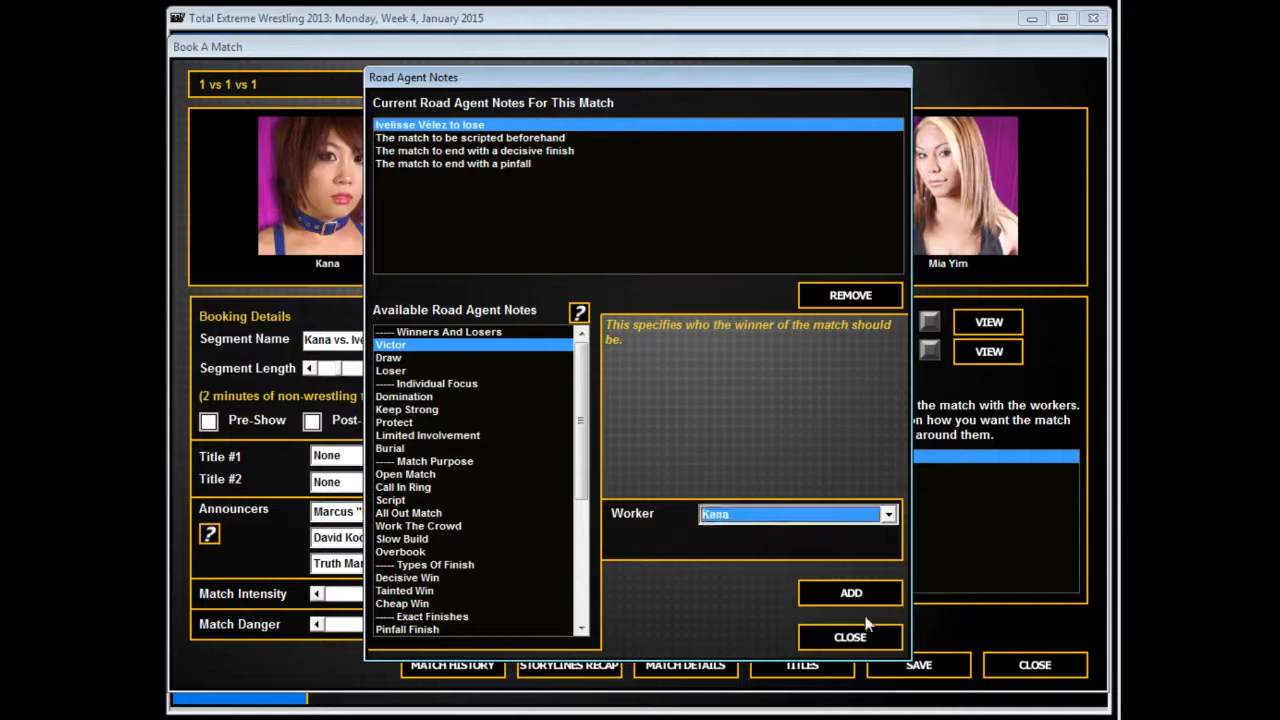 Total Extreme Wrestling 2013: Monday, Week 4, January 2015
Book A Match
1 vs 1 vs 1
Road Agent Notes
Current Road Agent Notes For This Match
Ivelisse Vélez to lose
The match to be scripted beforehand
The match to end with a decisive finish
The match to end with a pinfall
Kana
Mia Yim
REMOVE
Available Road Agent Notes
?
This specifies who the winner of the match should
be.
----- Winners And Losers
Victor
Draw
Loser
----- Individual Focus
Domination
Keep Strong
Protect
Limited Involvement
Burial
----- Match Purpose
Open Match
Call In Ring
Script
All Out Match
Work The Crowd
Slow Build
Overbook
----- Types Of Finish
Decisive Win
Tainted Win
Cheap Win
----- Exact Finishes
Pinfall Finish
Worker
Kana
ADD
CLOSE
Booking Details
Segment Name
Kana vs. Ive
Segment Length
(2 minutes of non-wrestling t
Pre-Show
Post-
Title #1
None
Title #2
None
Announcers
?
Marcus "
David Koc
Truth Mar
Match Intensity
Match Danger
VIEW
VIEW
the match with the workers.
n how you want the match
around them.
MATCH HISTORY
STORYLINES RECAP
MATCH DETAILS
TITLES
SAVE
CLOSE